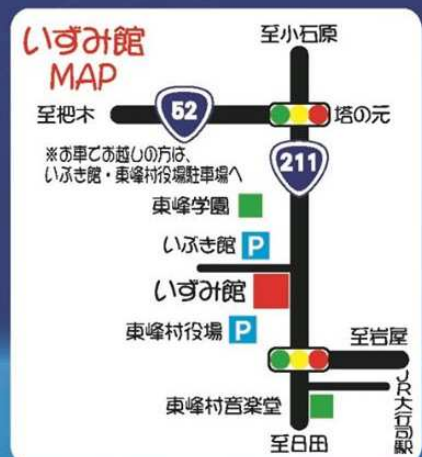 いずみ館
MAP
至小石原
至把木
52
塔の元
※お車でお越しの方は、
いぶき館・東峰村役場駐車場へ
211
東峰学園
いぶき館 P
いずみ館
東峰村役場 P
至岩屋
JR大行司駅
東峰村音楽堂
至日田